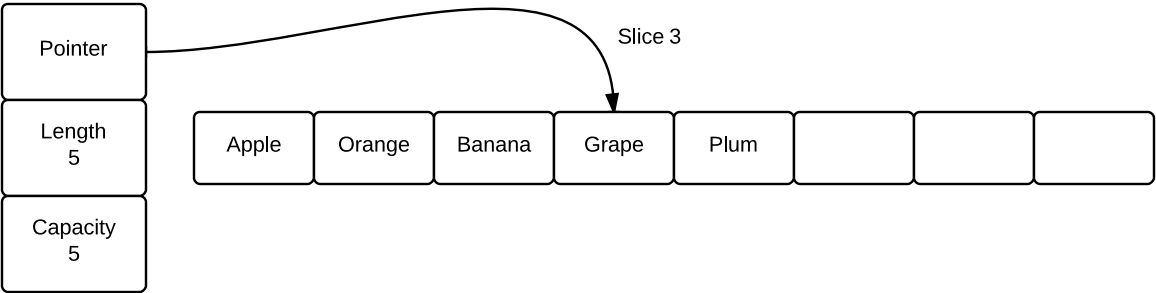 Pointer
Slice 3
Length
5
Apple
Orange
Banana
Grape
Plum
Capacity
5